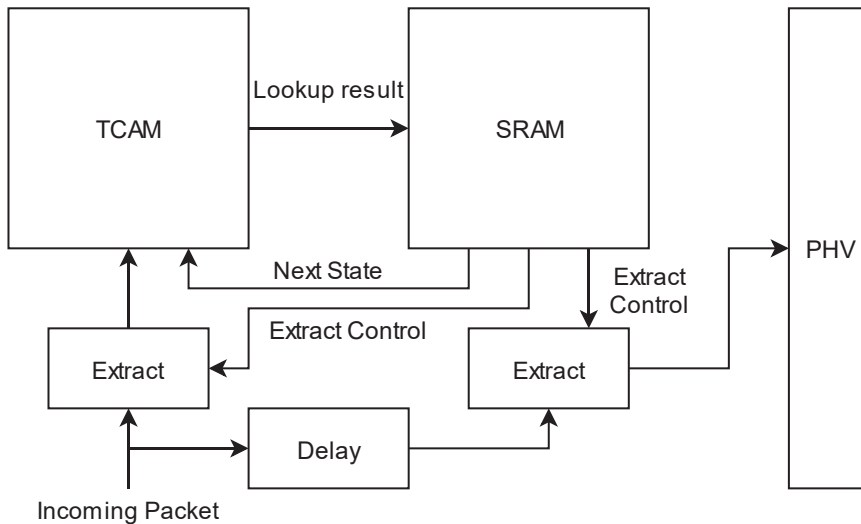 Lookup result
TCAM
SRAM
PHV
Next State
Extract
Control
Extract Control
Extract
Extract
Delay
Incoming Packet